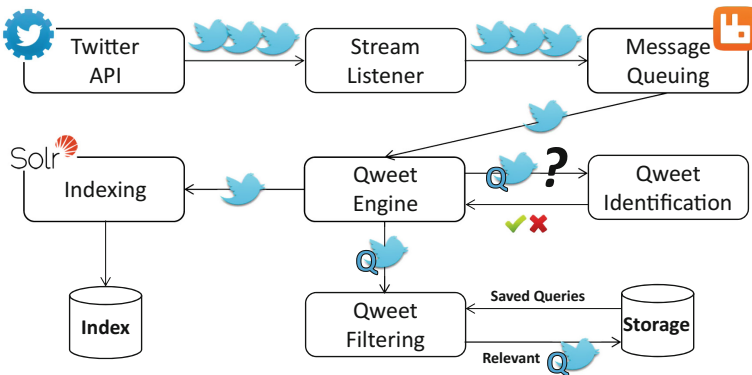 Twitter
API
Stream
Listener
Message
Queuing
Solr
Indexing
Qweet
Engine
Q
?
Qweet
Identification
Q
Index
Qweet
Filtering
Saved Queries
Relevant
Q
Storage